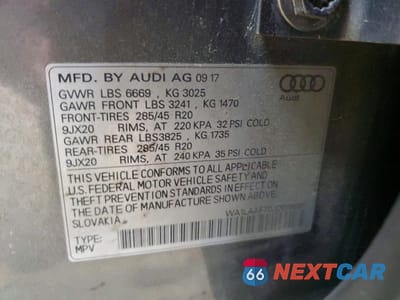 MFD. BY AUDI AG 09 17
GVWR LBS 6669 , KG 3025
GAWR FRONT LBS 3241 , KG 1470
FRONT-TIRES 285/45 R20
9JX20 RIMS, AT 220 KPA 32 PSI COLD
GAWR REAR LBS3825 , KG 1735
REAR-TIRES 285/45 R20
9JX20 RIMS, AT 240 KPA 35 PSI COLD
Audi
THIS VEHICLE CONFORMS TO ALL APPLICABLE
U.S. FEDERAL MOTOR VEHICLE SAFETY AND
THEFT PREVENTION STANDARDS IN EFFECT ON
THE DATE OF MANUFACTURE SHOWN ABOVE.
SLOVAKIA
TYPE:
MPV
66 NEXTCAR